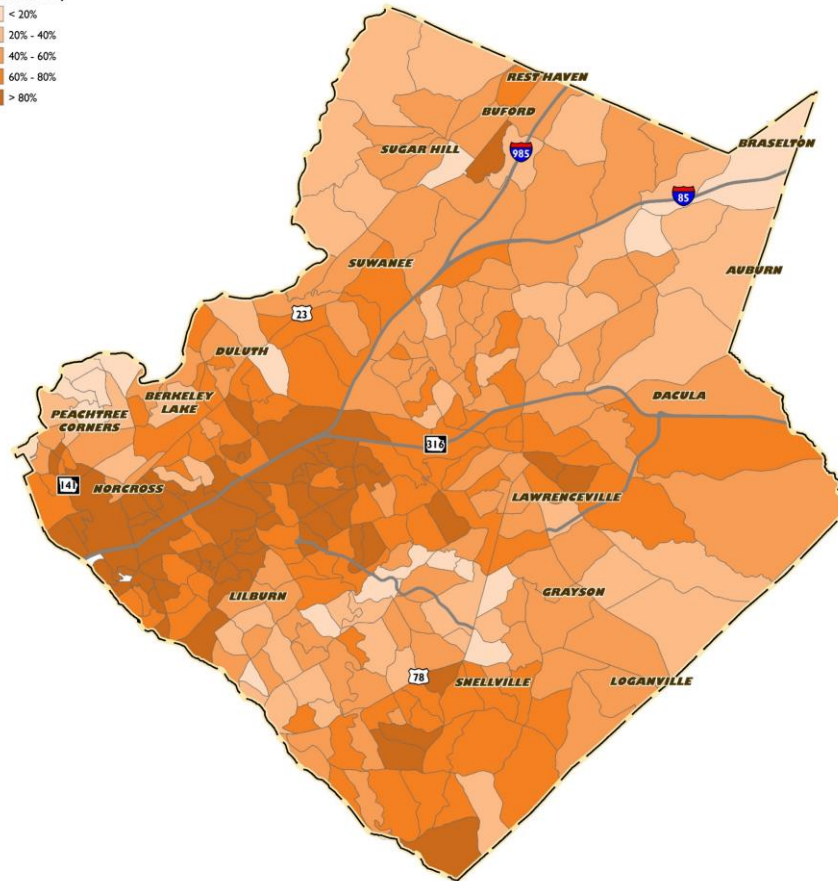 < 20%
20% - 40%
40% - 60%
60% - 80%
> 80%
REST HAVEN
BUFORD
SUGAR HILL
985
BRASELTON
85
SUWANEE
AUBURN
23
DULUTH
BERKELEY
LAKE
PEACHTREE
CORNERS
DACULA
316
141
NORCROSS
LAWRENCEVILLE
LILBURN
GRAYSON
78
SNELLVILLE
LOGANVILLE